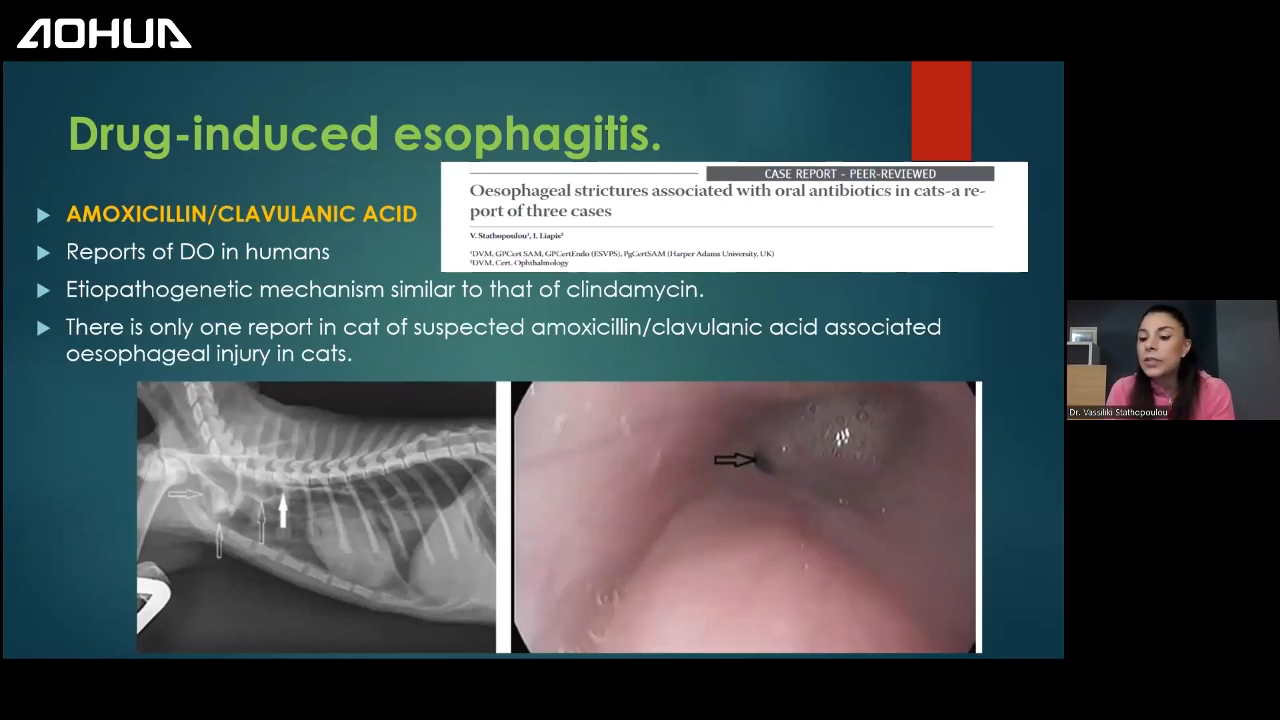 AOHUA
Drug-induced esophagitis.
CASE REPORT - PEER-REVIEWED
Oesophageal strictures associated with oral antibiotics in cats-a re-
port of three cases
V. Stathopoulou¹, I. Liapis²
¹DVM, GPCert SAM, GPCertEndo (ESVPS), PgCertSAM (Harper Adams University, UK)
²DVM, Cert. Ophthalmology
AMOXICILLIN/CLAVULANIC ACID
Reports of DO in humans
Etiopathogenetic mechanism similar to that of clindamycin.
There is only one report in cat of suspected amoxicillin/clavulanic acid associated
oesophageal injury in cats.
Dr. Vassiliki Stathopoulou